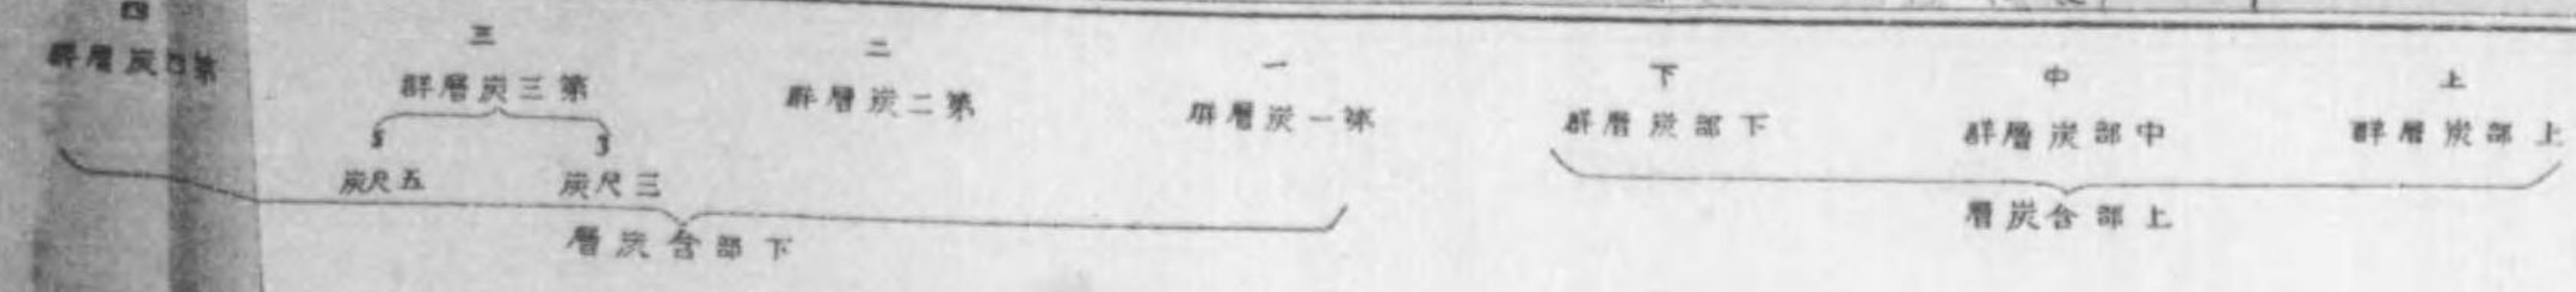 上
上部炭層群
中
中部炭層群
下
下部炭層群
上部含炭層
一
第一炭層群
二
第二炭層群
三
第三炭層群
3
三尺炭
5
五尺炭
四
第四炭層群
下部含炭層